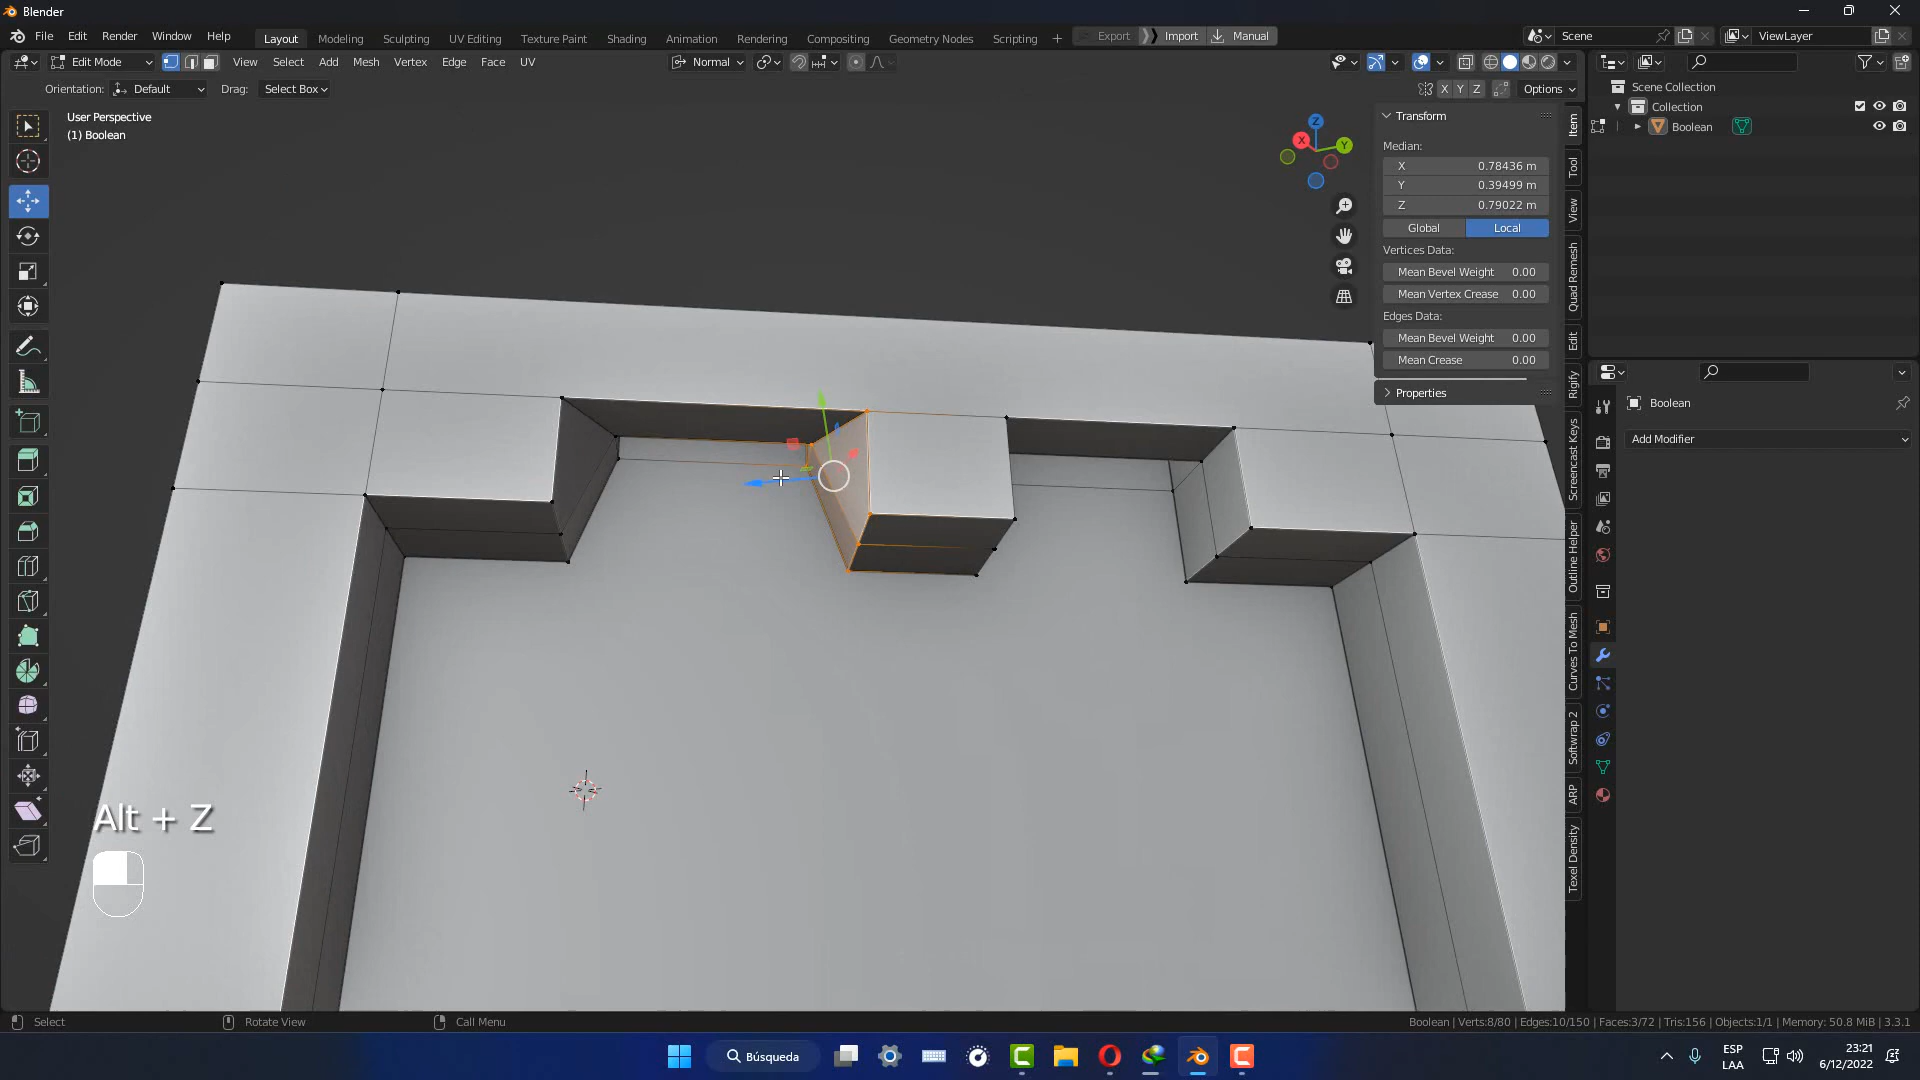 Blender
File Edit Render Window Help Layout Modeling Sculpting UV Editing Texture Paint Shading Animation Rendering Compositing Geometry Nodes Scripting + Export Import Manual Scene ViewLayer
Edit Mode View Select Add Mesh Vertex Edge Face UV Normal
Orientation: Default Drag: Select Box X Y Z Options
User Perspective
(1) Boolean
Z
X
Y
Transform
Median:
X 0.78436 m
Y 0.39499 m
Z 0.79022 m
Global Local
Vertices Data:
Mean Bevel Weight 0.00
Mean Vertex Crease 0.00
Edges Data:
Mean Bevel Weight 0.00
Mean Crease 0.00
Properties
Item
Tool
View
Quad Remesh
Edit
Rigify
Screencast Keys
Outline Helper
Curves To Mesh
Softwrap 2
ARP
Texel Density
Scene Collection
Collection
Boolean
Boolean
Add Modifier
Alt + Z
Select Rotate View Call Menu Boolean | Verts:8/80 | Edges:10/150 | Faces:3/72 | Tris:156 | Objects:1/1 | Memory: 50.8 MiB | 3.3.1
Búsqueda
ESP
LAA
23:21
6/12/2022